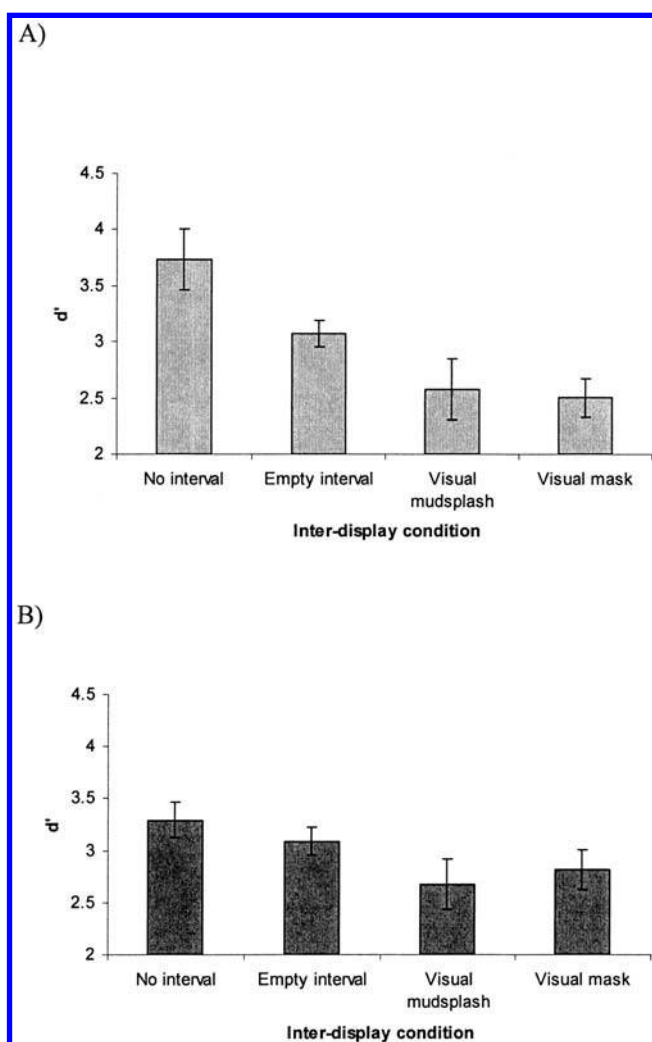 A)
4.5
4
3.5
3
2.5
2
d'
No interval
Empty interval
Visual
mudsplash
Visual mask
Inter-display condition
B)
4.5
4
3.5
3
2.5
2
d'
No interval
Empty interval
Visual
mudsplash
Visual mask
Inter-display condition